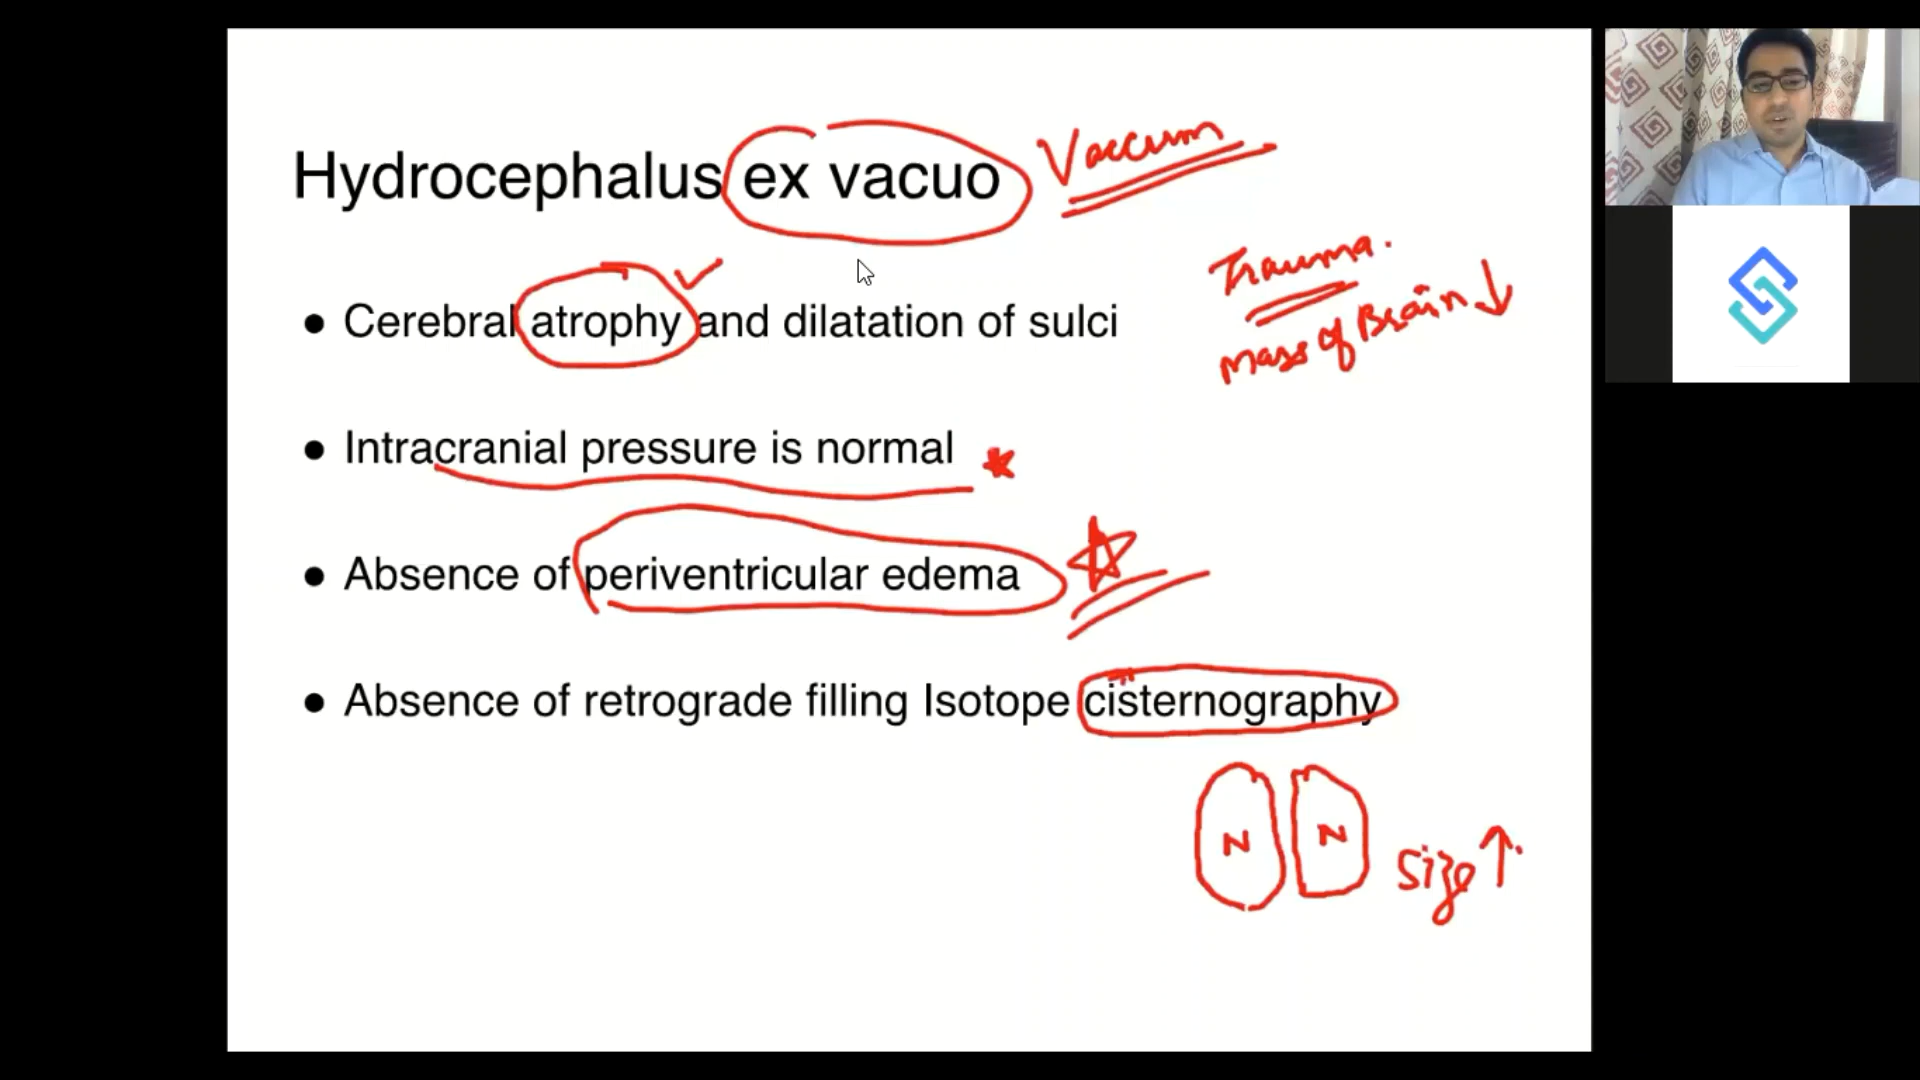 Hydrocephalus ex vacuo Vaccum
Trauma.
• Cerebral atrophy and dilatation of sulci
mass of Brain ↓
• Intracranial pressure is normal
• Absence of periventricular edema
• Absence of retrograde filling Isotope cisternography
N N
Size ↑